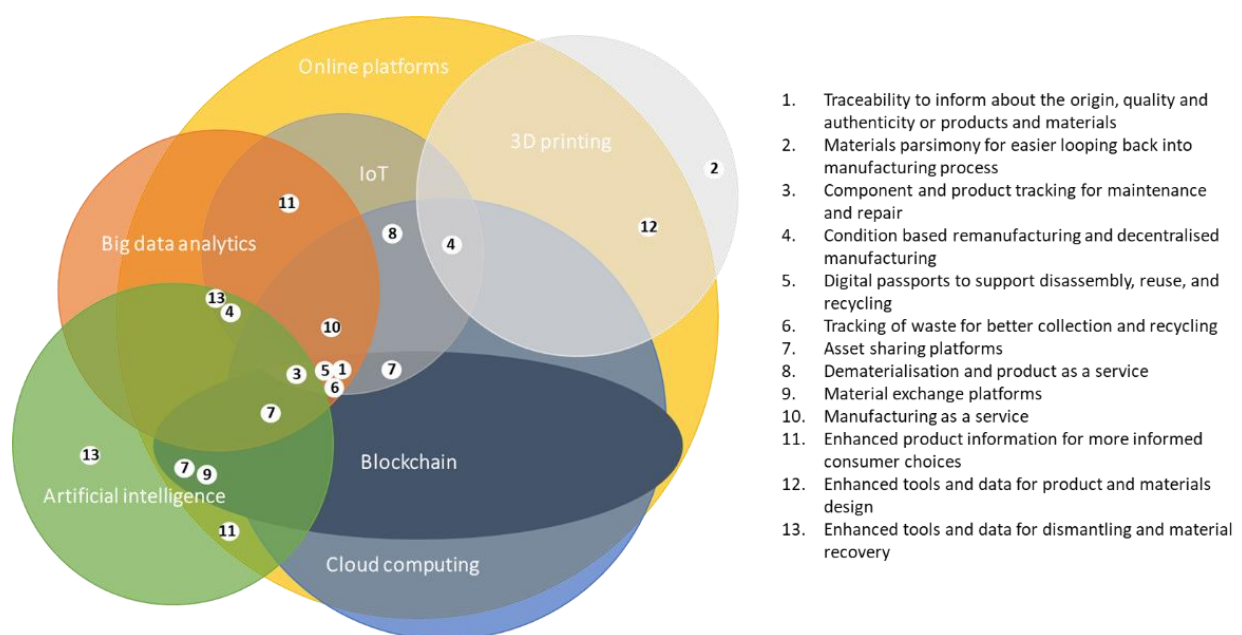 Online platforms
3D printing
IoT
2
11
12
8
4
Big data analytics
13
4
10
3
5
1
7
6
7
Blockchain
13
7
9
Artificial intelligence
11
Cloud computing
1. Traceability to inform about the origin, quality and
authenticity or products and materials
2. Materials parsimony for easier looping back into
manufacturing process
3. Component and product tracking for maintenance
and repair
4. Condition based remanufacturing and decentralised
manufacturing
5. Digital passports to support disassembly, reuse, and
recycling
6. Tracking of waste for better collection and recycling
7. Asset sharing platforms
8. Dematerialisation and product as a service
9. Material exchange platforms
10. Manufacturing as a service
11. Enhanced product information for more informed
consumer choices
12. Enhanced tools and data for product and materials
design
13. Enhanced tools and data for dismantling and material
recovery